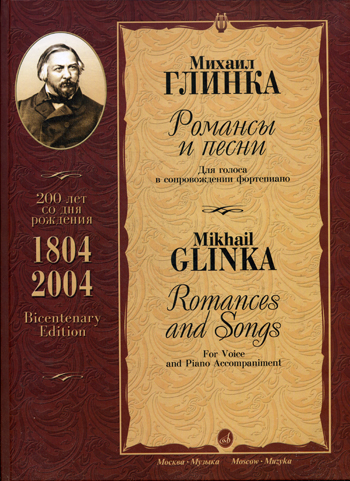 200 лет
со дня
рождения
1804
2004
Bicentenary
Edition
Михаил
ГЛИНКА
Романсы
и песни
Для голоса
в сопровождении фортепиано
Mikhail
GLINKA
Romances
and Songs
For Voice
and Piano Accompaniment
Москва · Музыка Moscow · Muzyka